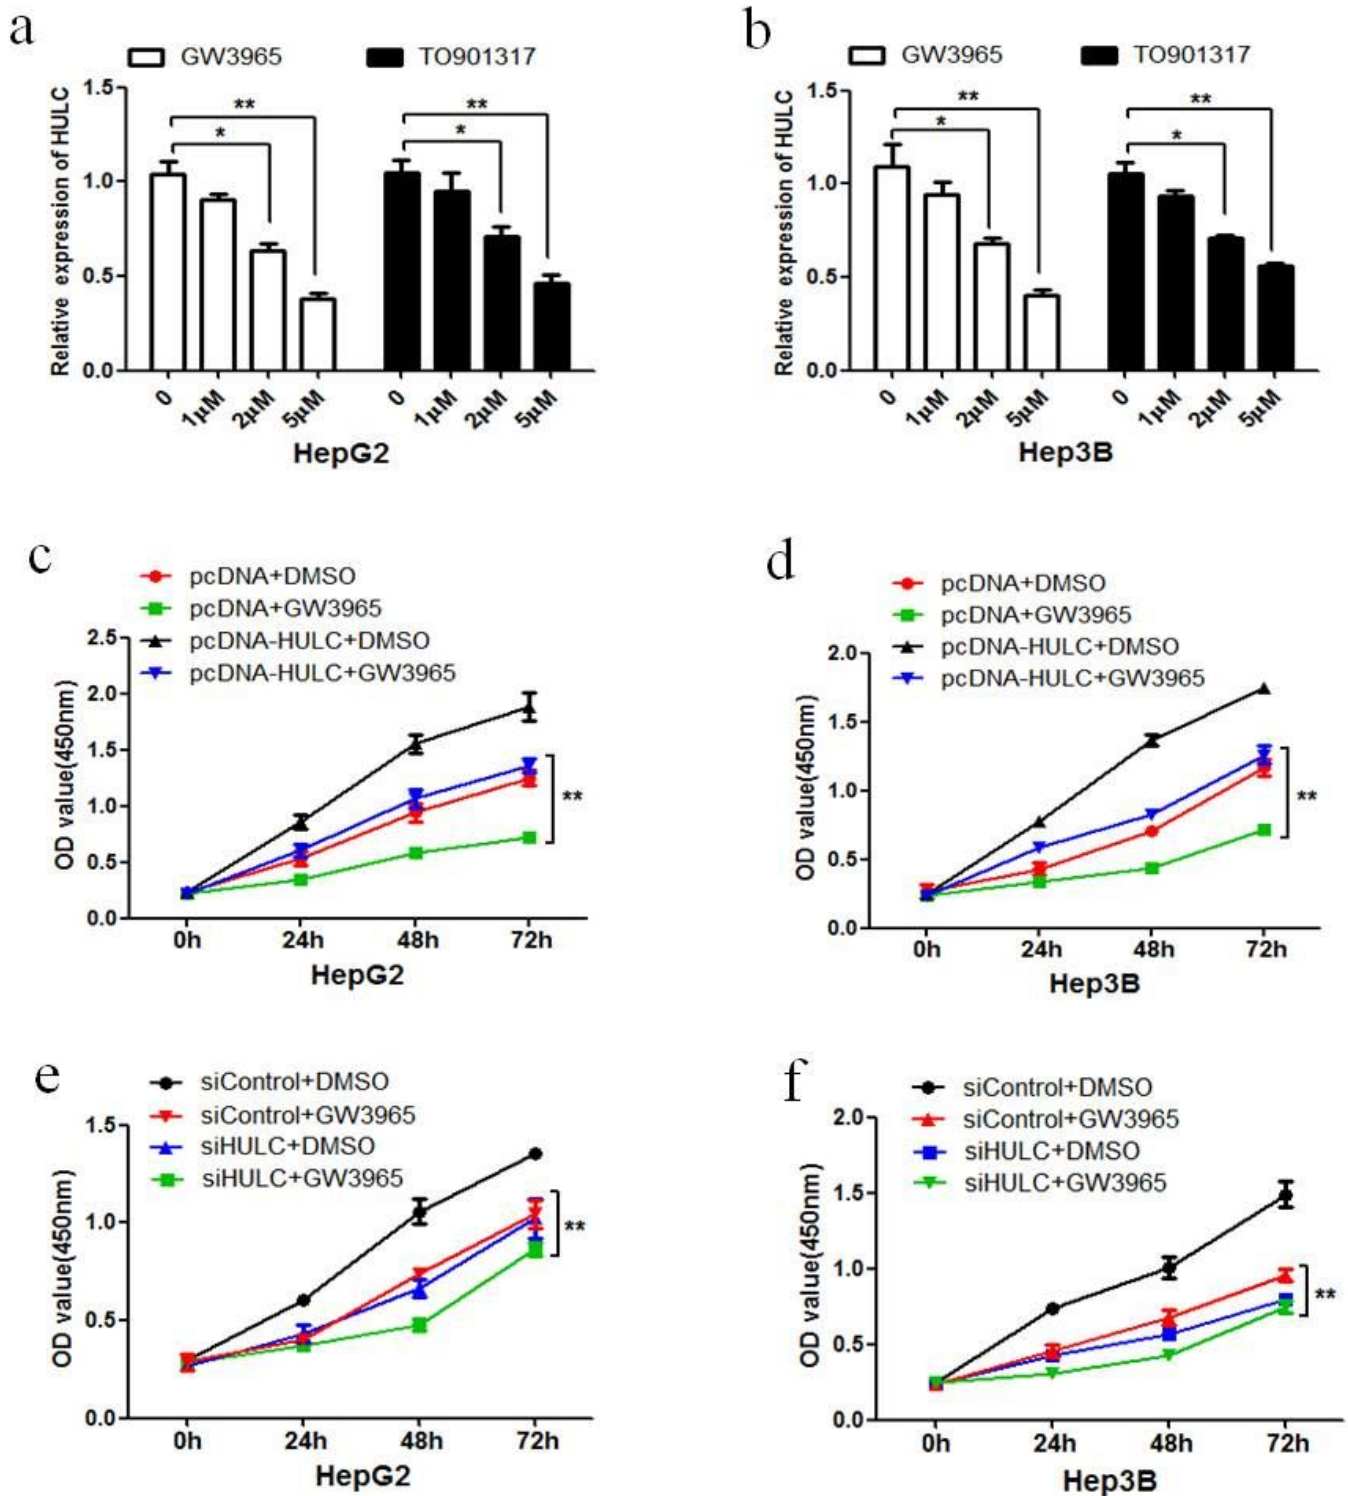 a
GW3965 TO901317
Relative expression of HULC
1.5
1.0
0.5
0.0
** **
* *
0 1μM 2μM 5μM 0 1μM 2μM 5μM
HepG2
b
GW3965 TO901317
Relative expression of HULC
1.5
1.0
0.5
0.0
** **
* *
0 1μM 2μM 5μM 0 1μM 2μM 5μM
Hep3B
c
pcDNA+DMSO
pcDNA+GW3965
pcDNA-HULC+DMSO
pcDNA-HULC+GW3965
OD value(450nm)
2.5
2.0
1.5
1.0
0.5
0.0
**
0h 24h 48h 72h
HepG2
d
pcDNA+DMSO
pcDNA+GW3965
pcDNA-HULC+DMSO
pcDNA-HULC+GW3965
OD value(450nm)
2.0
1.5
1.0
0.5
0.0
**
0h 24h 48h 72h
Hep3B
e
siControl+DMSO
siControl+GW3965
siHULC+DMSO
siHULC+GW3965
OD value(450nm)
1.5
1.0
0.5
0.0
**
0h 24h 48h 72h
HepG2
f
siControl+DMSO
siControl+GW3965
siHULC+DMSO
siHULC+GW3965
OD value(450nm)
2.0
1.5
1.0
0.5
0.0
**
0h 24h 48h 72h
Hep3B